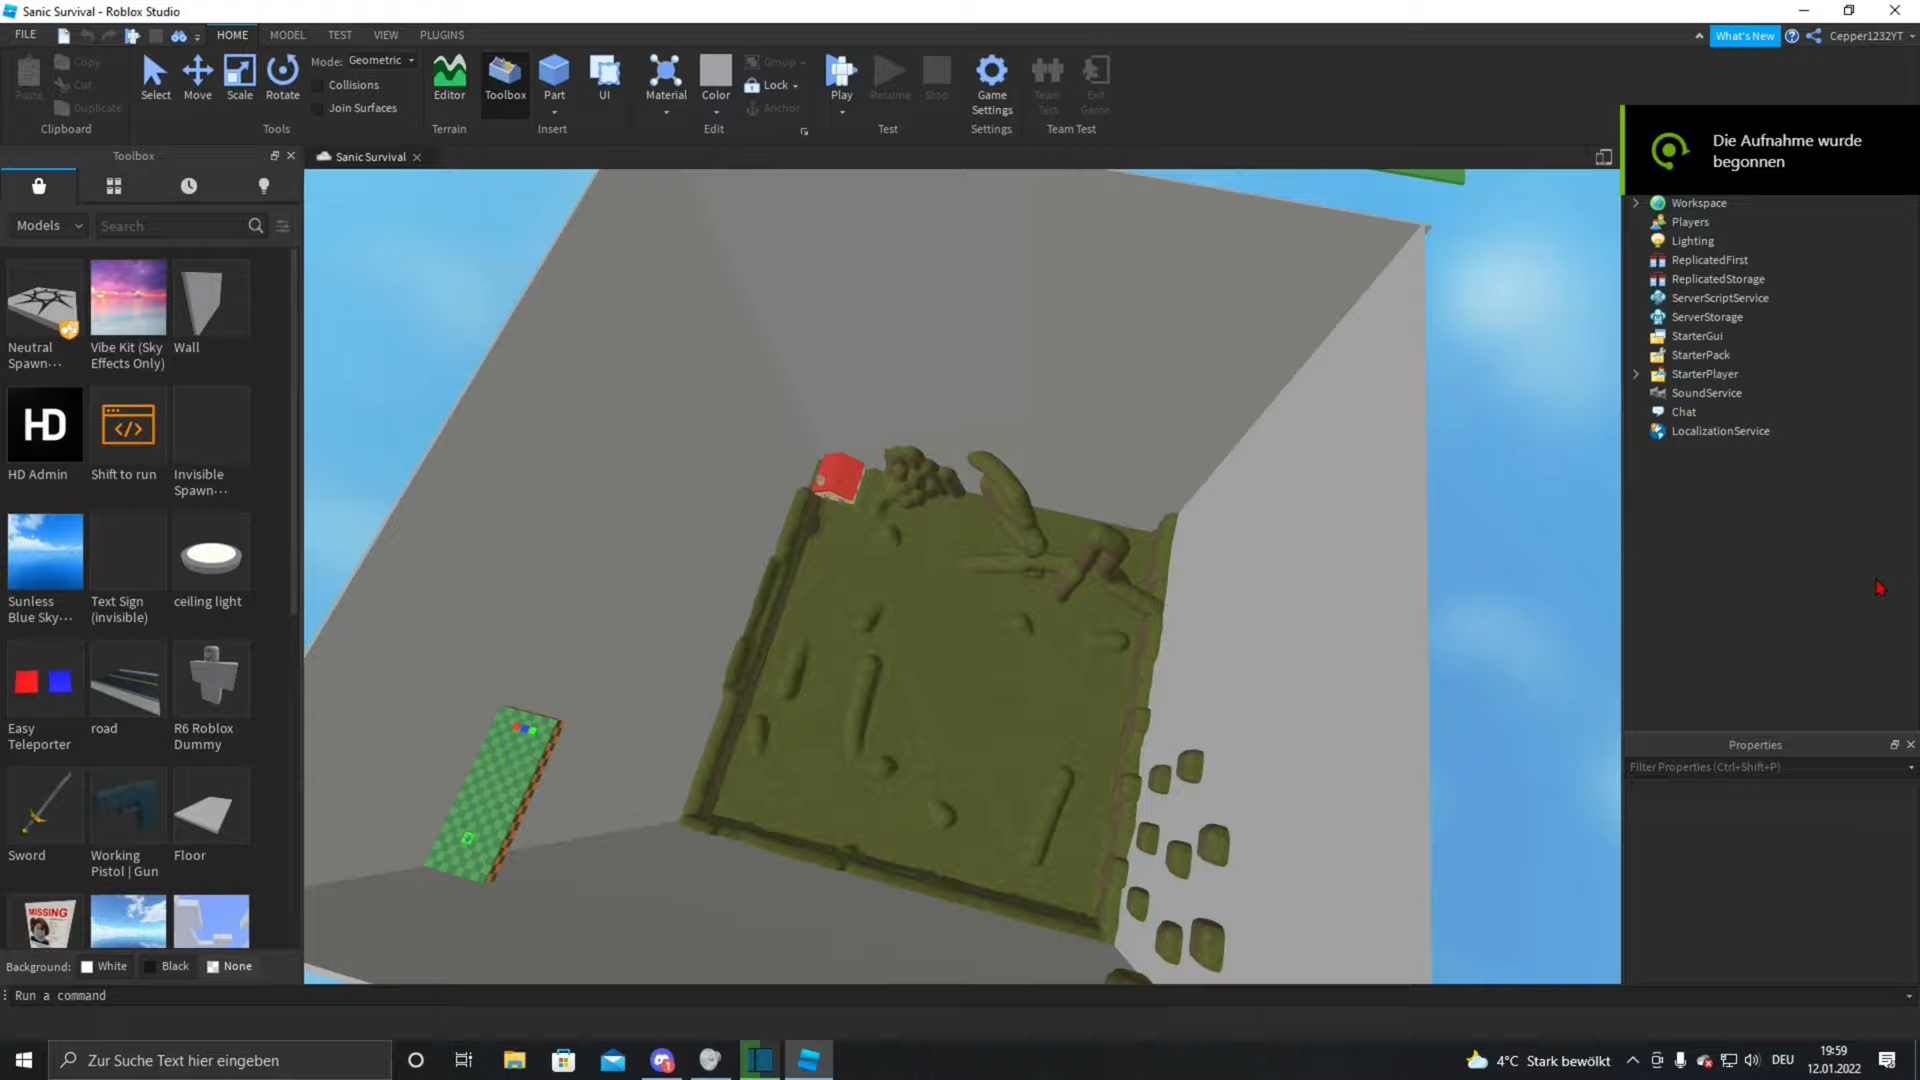 Sanic Survival - Roblox Studio
FILE
HOME
MODEL
TEST
VIEW
PLUGINS
What's New
Cepper1232YT
Paste
Copy
Cut
Duplicate
Clipboard
Select
Move
Scale
Rotate
Mode: Geometric
Collisions
Join Surfaces
Tools
Editor
Terrain
Toolbox
Part
UI
Insert
Material
Color
Group
Lock
Anchor
Edit
Play
Resume
Stop
Test
Game
Settings
Settings
Team
Test
Exit
Game
Team Test
Die Aufnahme wurde
begonnen
Toolbox
Sanic Survival
Models
Search
Neutral
Spawn...
Vibe Kit (Sky
Effects Only)
Wall
HD
HD Admin
Shift to run
Invisible
Spawn...
Sunless
Blue Sky...
Text Sign
(invisible)
ceiling light
Easy
Teleporter
road
R6 Roblox
Dummy
Sword
Working
Pistol | Gun
Floor
MISSING
Background:
White
Black
None
Workspace
Players
Lighting
ReplicatedFirst
ReplicatedStorage
ServerScriptService
ServerStorage
StarterGui
StarterPack
StarterPlayer
SoundService
Chat
LocalizationService
Properties
Filter Properties (Ctrl+Shift+P)
Run a command
Zur Suche Text hier eingeben
1
4°C Stark bewölkt
DEU
19:59
12.01.2022